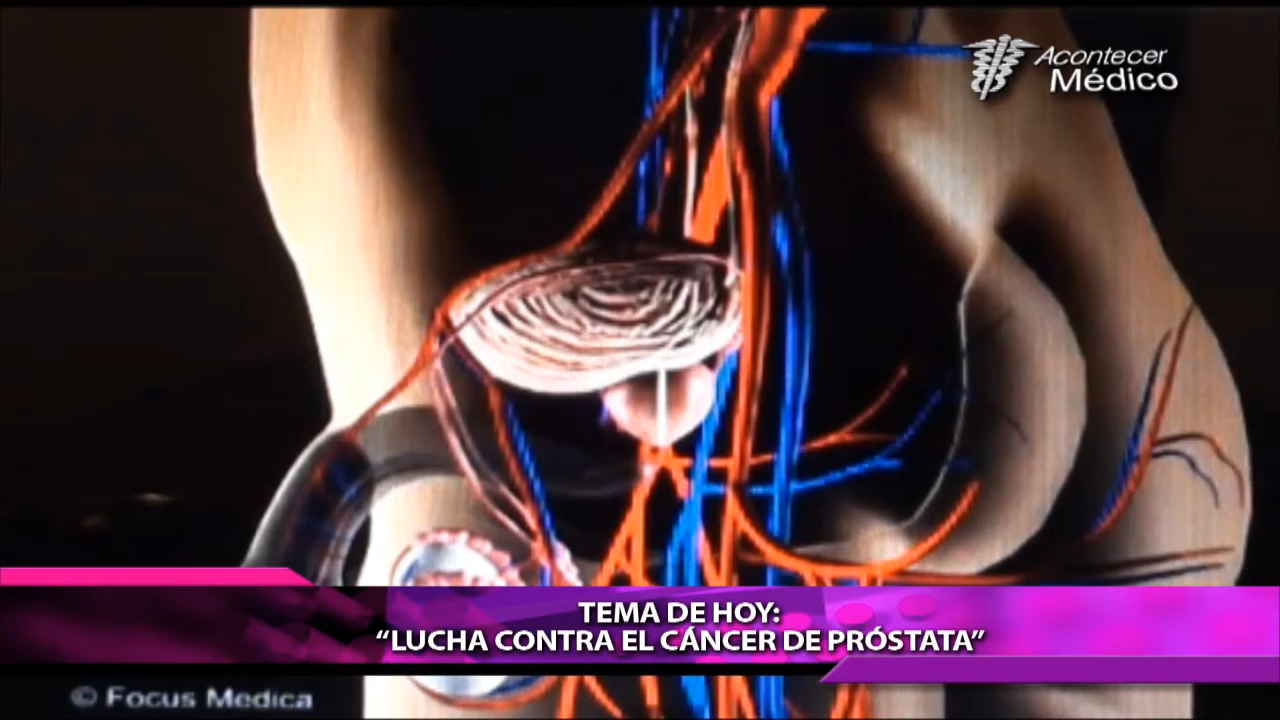 Acontecer
Médico
TEMA DE HOY:
“LUCHA CONTRA EL CÁNCER DE PRÓSTATA”
© Focus Medica